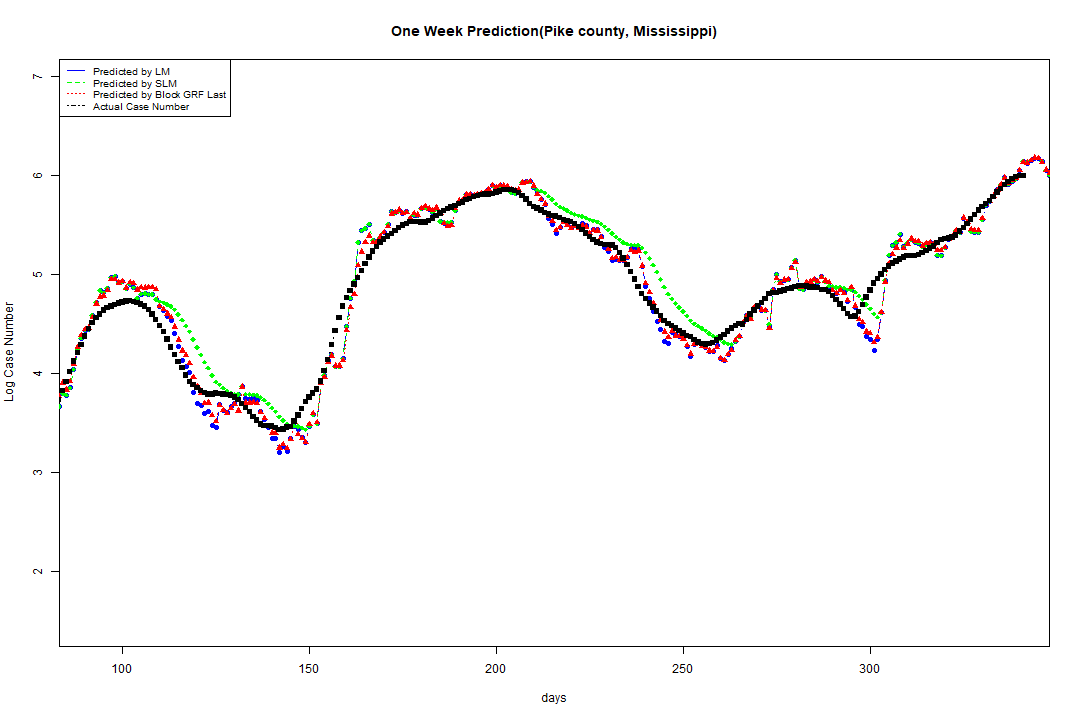 One Week Prediction(Pike county, Mississippi)
Predicted by LM
Predicted by SLM
Predicted by Block GRF Last
Actual Case Number
7
6
5
4
3
2
Log Case Number
100 150 200 250 300
days